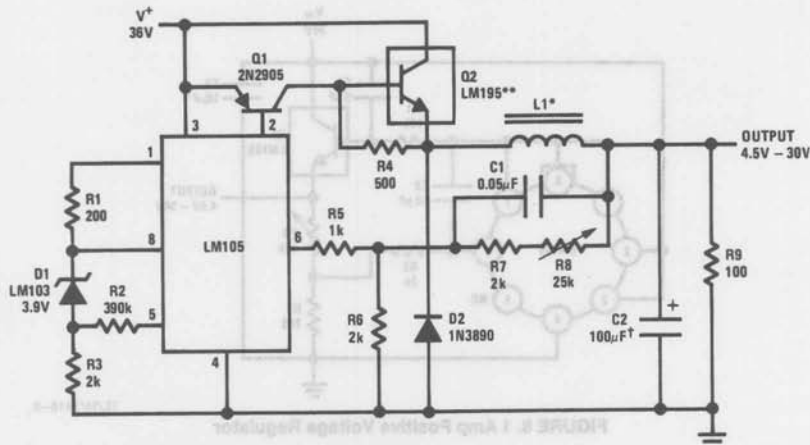 V+
36V
Q1
2N2905
Q2
LM195**
L1*
OUTPUT
4.5V – 30V
3
2
1
R1
200
R4
500
C1
0.05μF
R5
1k
8
LM105
6
R7
2k
R8
25k
R9
100
D1
LM103
3.9V
R2
390k
5
R6
2k
D2
1N3890
+
C2
100μF†
R3
2k
4
FIGURE 8. 1 Amp Positive Voltage Regulator